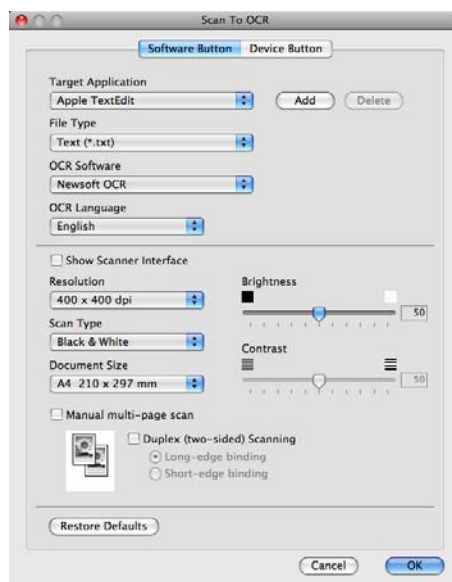 Scan To OCR
Software Button Device Button
Target Application
Apple TextEdit Add Delete
File Type
Text (*.txt)
OCR Software
Newsoft OCR
OCR Language
English
Show Scanner Interface
Resolution Brightness
400 x 400 dpi 50
Scan Type
Black & White
Contrast
Document Size
A4 210 x 297 mm 50
Manual multi-page scan
Duplex (two-sided) Scanning
Long-edge binding
Short-edge binding
Restore Defaults
Cancel OK